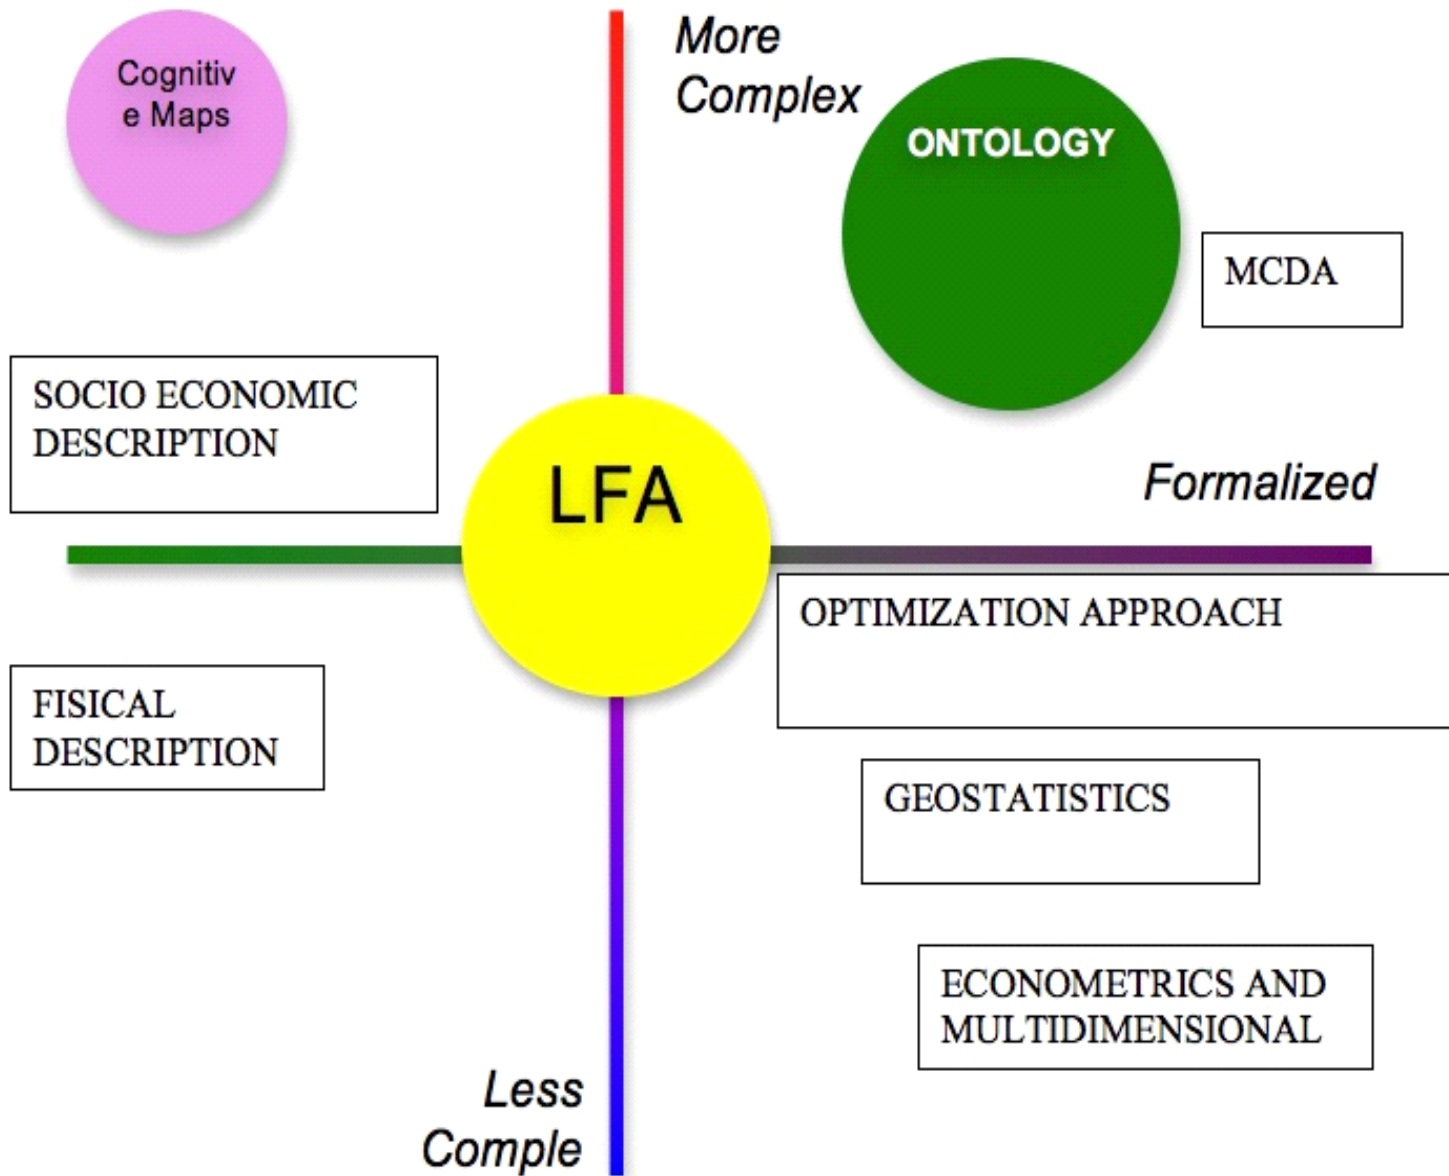 More
Complex
Cognitiv
e Maps
ONTOLOGY
MCDA
SOCIO ECONOMIC
DESCRIPTION
LFA
Formalized
OPTIMIZATION APPROACH
FISICAL
DESCRIPTION
GEOSTATISTICS
ECONOMETRICS AND
MULTIDIMENSIONAL
Less
Comple